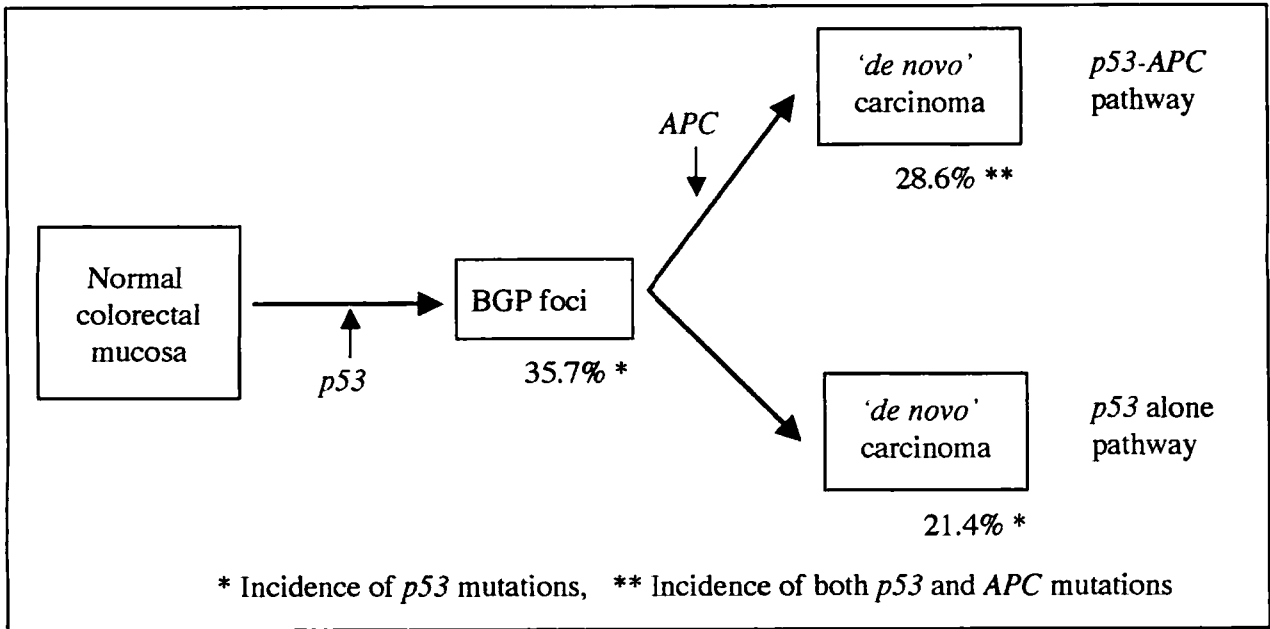 Normal
colorectal
mucosa
p53
BGP foci
35.7% *
APC
'de novo'
carcinoma
28.6% **
p53-APC
pathway
'de novo'
carcinoma
21.4% *
p53 alone
pathway
* Incidence of p53 mutations, ** Incidence of both p53 and APC mutations